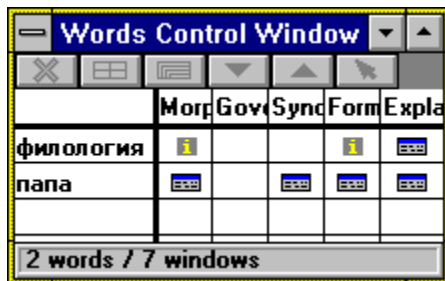 Words Control Window
Morp Gove Sync Form Expla
филология
папа
2 words / 7 windows